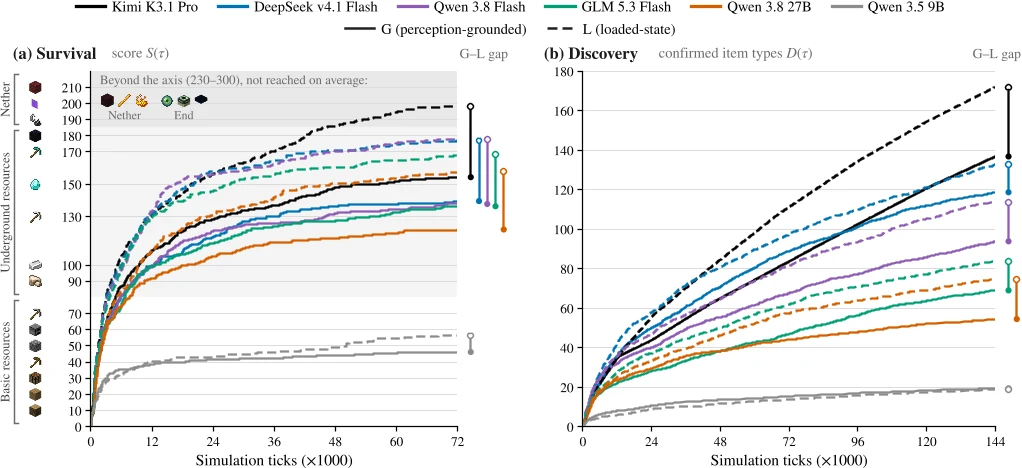 Kimi K3.1 Pro DeepSeek v4.1 Flash Qwen 3.8 Flash GLM 5.3 Flash Qwen 3.8 27B Qwen 3.5 9B
G (perception-grounded) L (loaded-state)
(a) Survival score S(τ) G–L gap
Beyond the axis (230–300), not reached on average:
Nether End
Nether
Underground resources
Basic resources
210
200
190
180
170
150
130
100
90
70
60
50
40
30
20
10
0
0 12 24 36 48 60 72
Simulation ticks (×1000)
(b) Discovery confirmed item types D(τ) G–L gap
180
160
140
120
100
80
60
40
20
0
0 24 48 72 96 120 144
Simulation ticks (×1000)